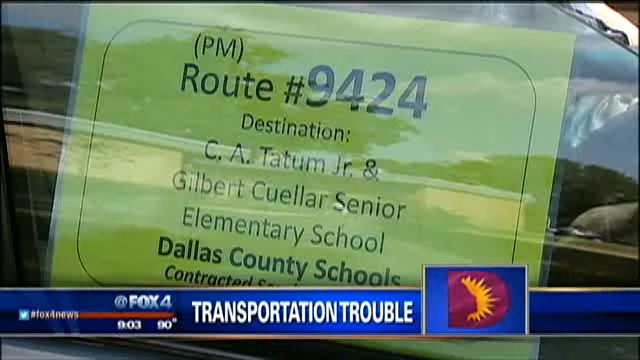 (PM)
Route #9424
Destination:
C. A. Tatum Jr. &
Gilbert Cuellar Senior
Elementary School
Dallas County Schools
Contracted
@FOX4
TRANSPORTATION TROUBLE
#fox4news
9:03 90°